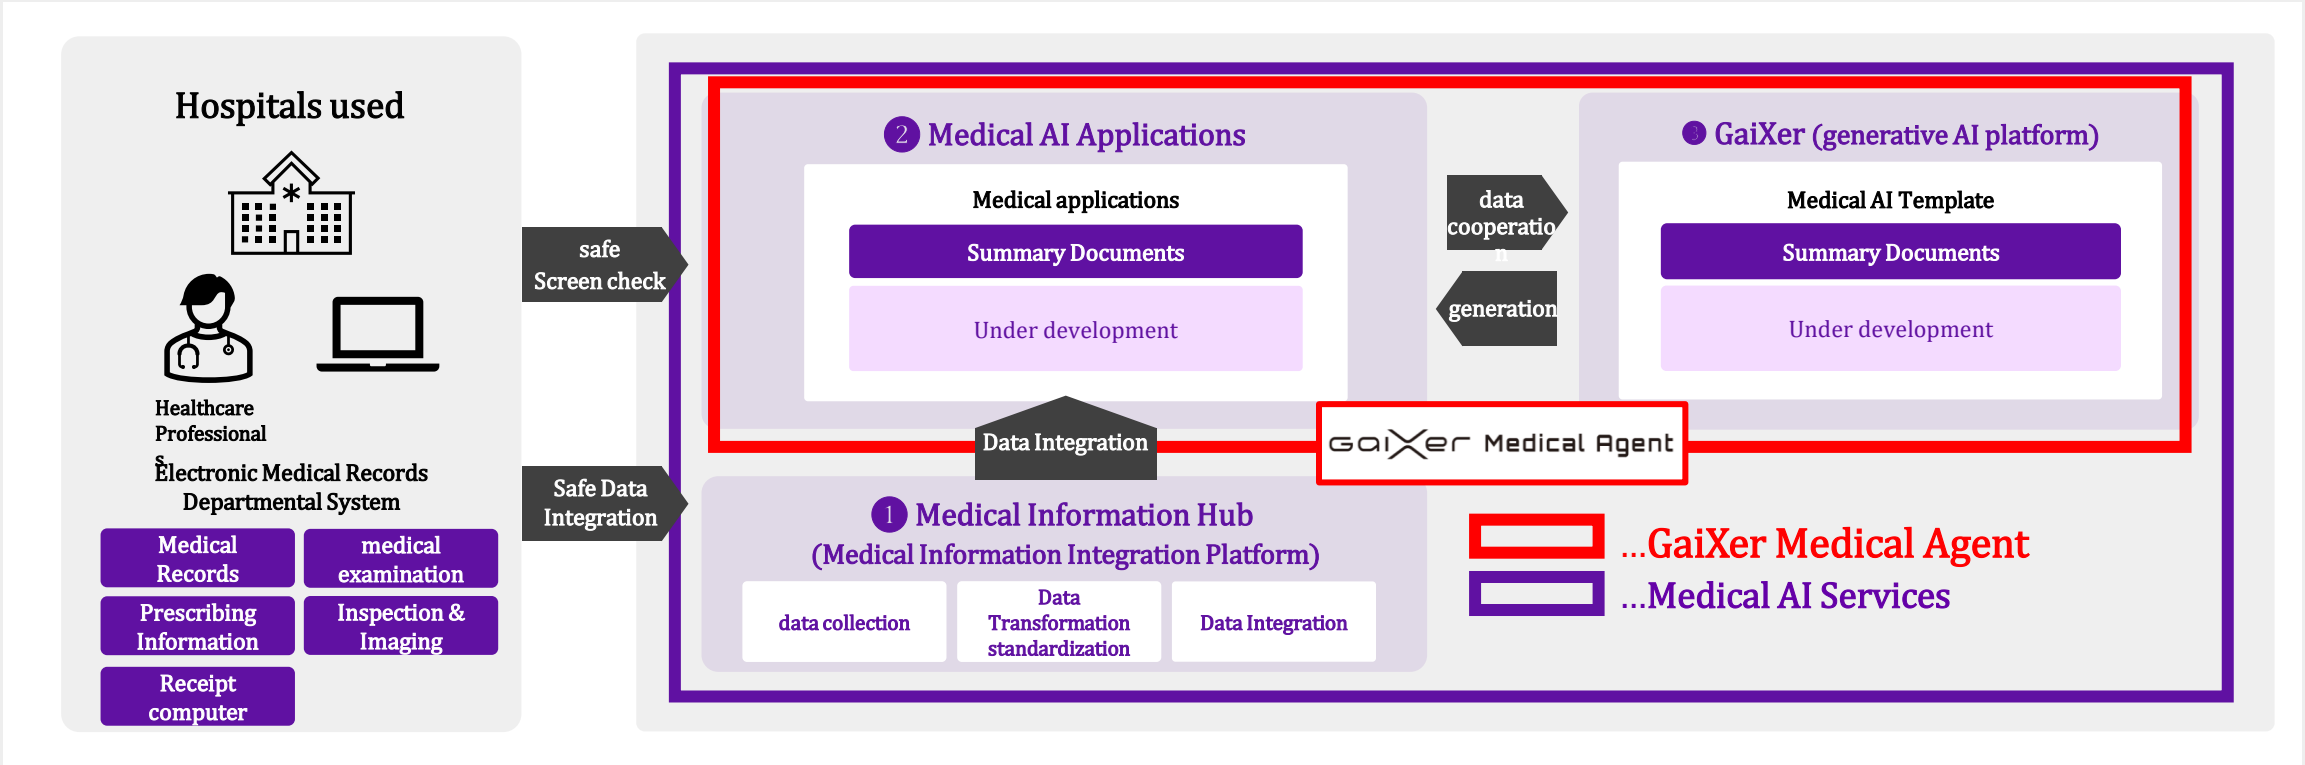 Hospitals used
Healthcare
Professional
s
Electronic Medical Records
Departmental System
Medical
Records
medical
examination
Prescribing
Information
Inspection &
Imaging
Receipt
computer
safe
Screen check
Safe Data
Integration
❷ Medical AI Applications
Medical applications
Summary Documents
Under development
data
cooperatio
n
generation
❸ GaiXer (generative AI platform)
Medical AI Template
Summary Documents
Under development
Data Integration
GaiXer Medical Agent
❶ Medical Information Hub
(Medical Information Integration Platform)
data collection
Data
Transformation
standardization
Data Integration
...GaiXer Medical Agent
...Medical AI Services